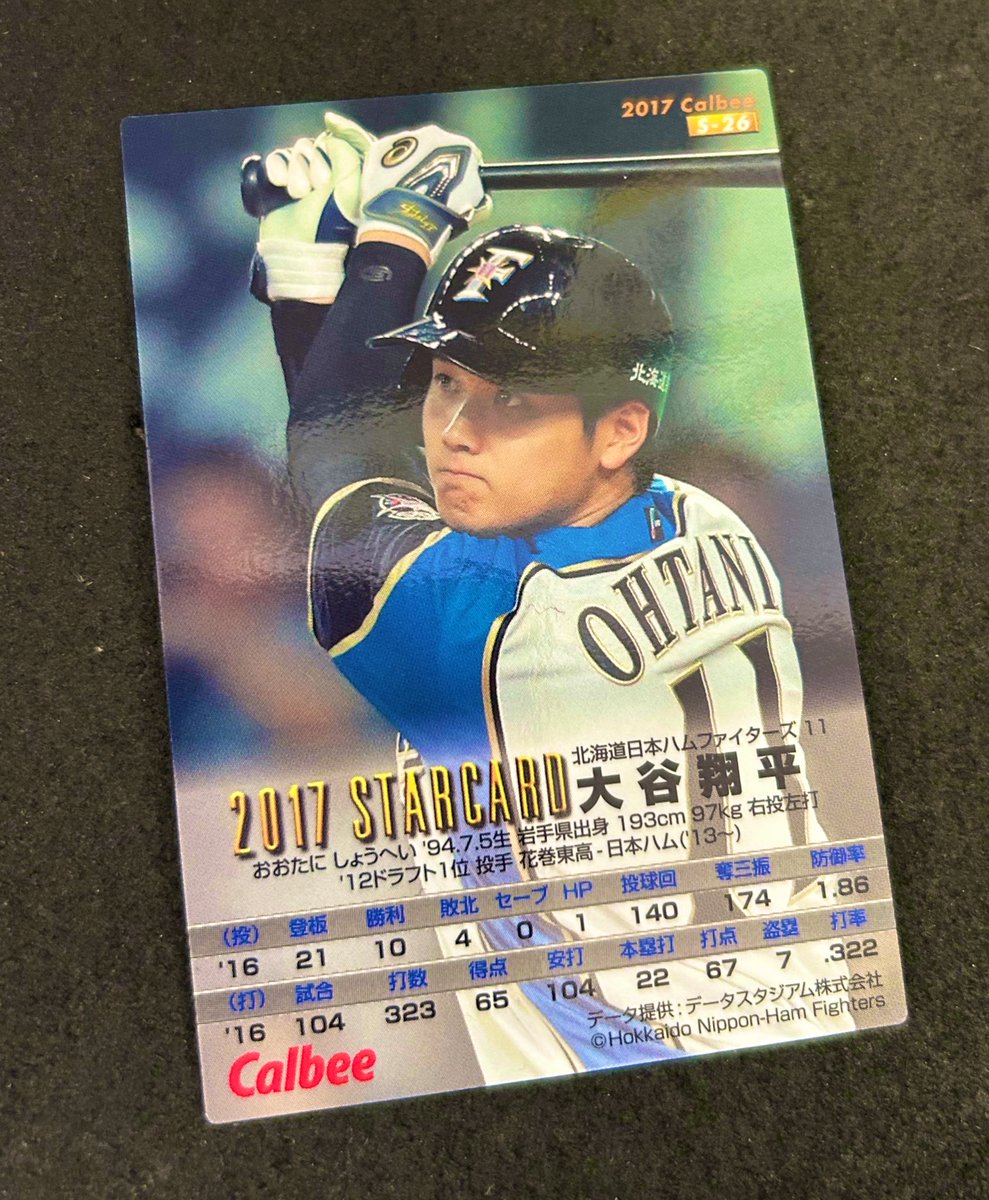 2017 Calbee
S-26
F
北海道
OHTANI
11
北海道日本ハムファイターズ 11
2017 STARCARD 大谷翔平
おおたに しょうへい '94.7.5生 岩手県出身 193cm 97kg 右投左打
'12ドラフト1位 投手 花巻東高-日本ハム('13〜)
(投) 登板 勝利 敗北 セーブ HP 投球回 奪三振 防御率
'16 21 10 4 0 1 140 174 1.86
(打) 試合 打数 得点 安打 本塁打 打点 盗塁 打率
'16 104 323 65 104 22 67 7 .322
データ提供:データスタジアム株式会社
©Hokkaido Nippon-Ham Fighters
Calbee